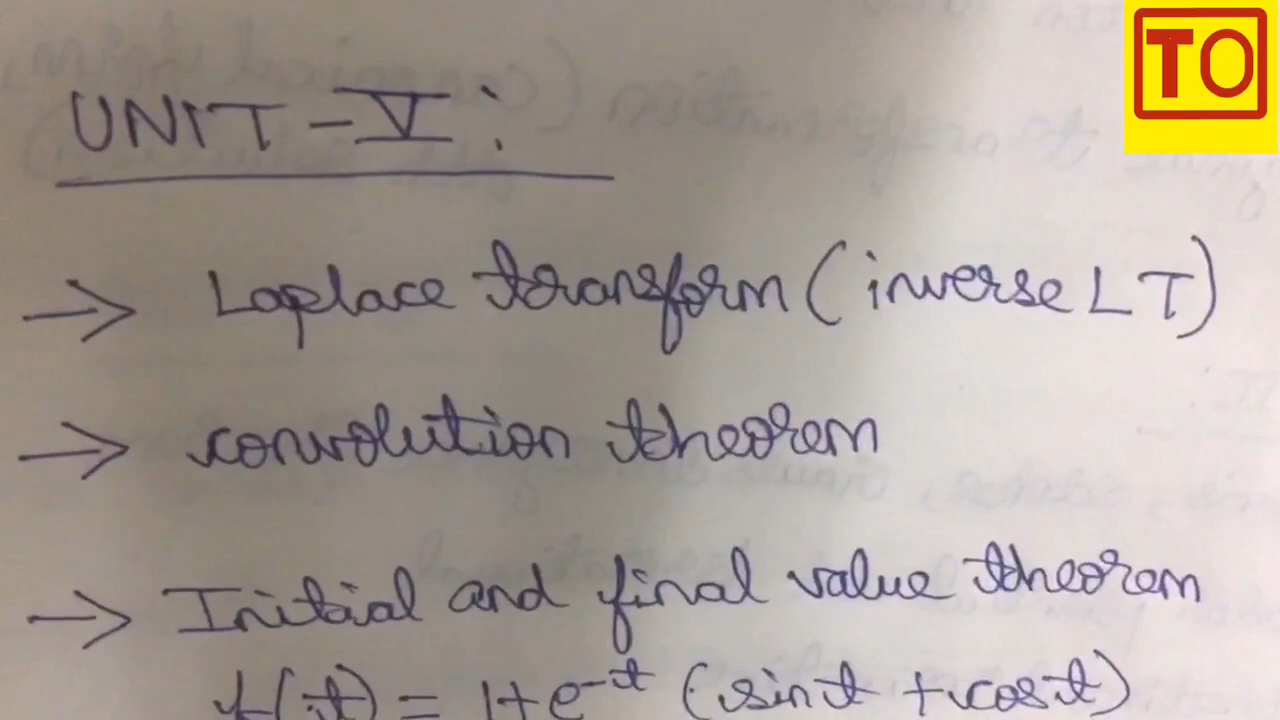 TO
UNIT - V :
→ Laplace transform (inverse LT)
→ convolution theorem
→ Initial and final value theorem
f(t) = 1+e^-t (sint + cost)